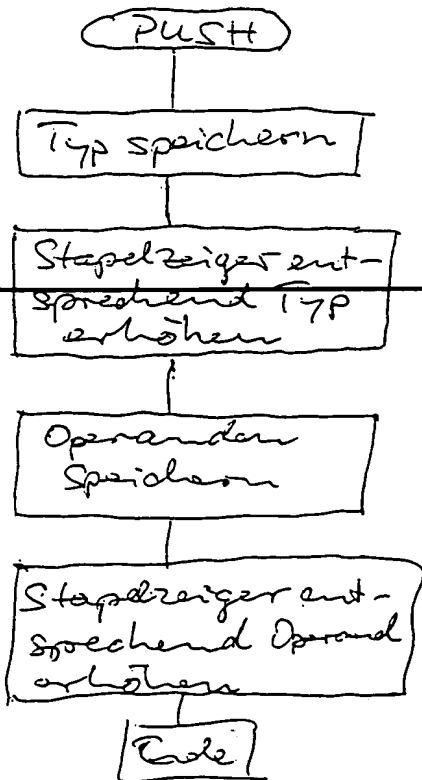 PUSH
Typ speichern
Stapelzeiger ent-
sprechend Typ
erhöhen
Operanden
Speichern
Stapelzeiger ent-
sprechend Operand
erhöhen
Ende